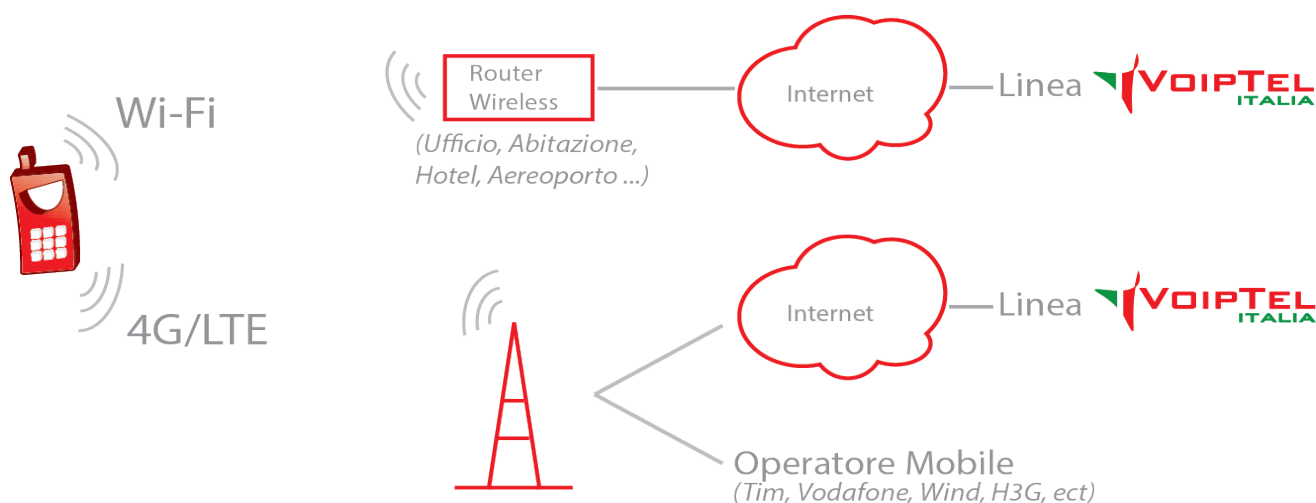 Wi-Fi
Router
Wireless
(Ufficio, Abitazione,
Hotel, Aereoporto ...)
Internet
Linea
VOIPTEL
ITALIA
4G/LTE
Internet
Linea
VOIPTEL
ITALIA
Operatore Mobile
(Tim, Vodafone, Wind, H3G, ect)